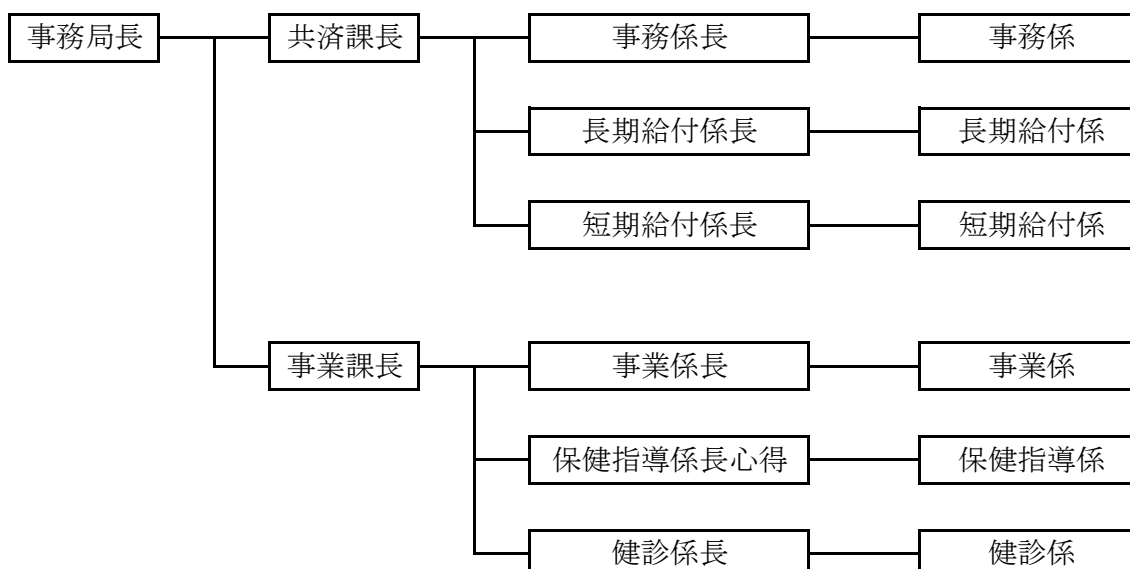 事務局長 共済課長 事務係長 事務係
長期給付係長 長期給付係
短期給付係長 短期給付係
事業課長 事業係長 事業係
保健指導係長心得 保健指導係
健診係長 健診係